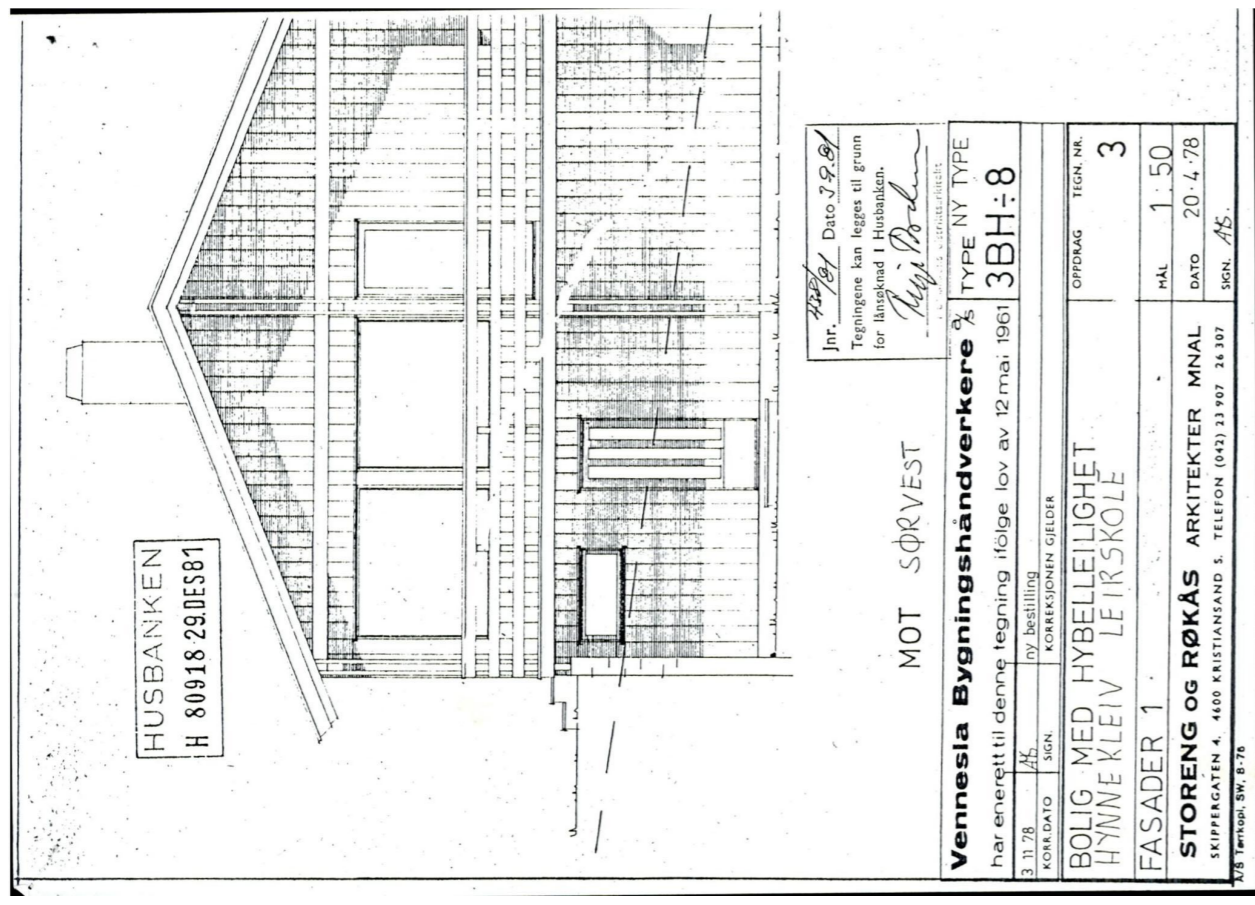 HUSBANKEN
H 80918·29.DES81
MOT SØRVEST
Jnr. Dato
Tegningene kan legges til grunn
for lånsøknad i Husbanken.
Vennesla Bygningshåndverkere a/s
har enerett til denne tegning ifölge lov av 12 mai 1961
TYPE NY TYPE
3BH÷8
3 11 78 ny bestilling
KORR.DATO SIGN. KORREKSJONEN GJELDER
BOLIG MED HYBELLEILIGHET
HYNNEKLEIV LEIRSKOLE
OPPDRAG TEGN. NR.
3
FASADER 1
MÅL 1:50
STORENG OG RØKÅS ARKITEKTER MNAL
SKIPPERGATEN 4, 4600 KRISTIANSAND S. TELEFON (042) 23 907 26 307
DATO 20·4·78
SIGN.
A/S Tørrkopi, SW, 8-76